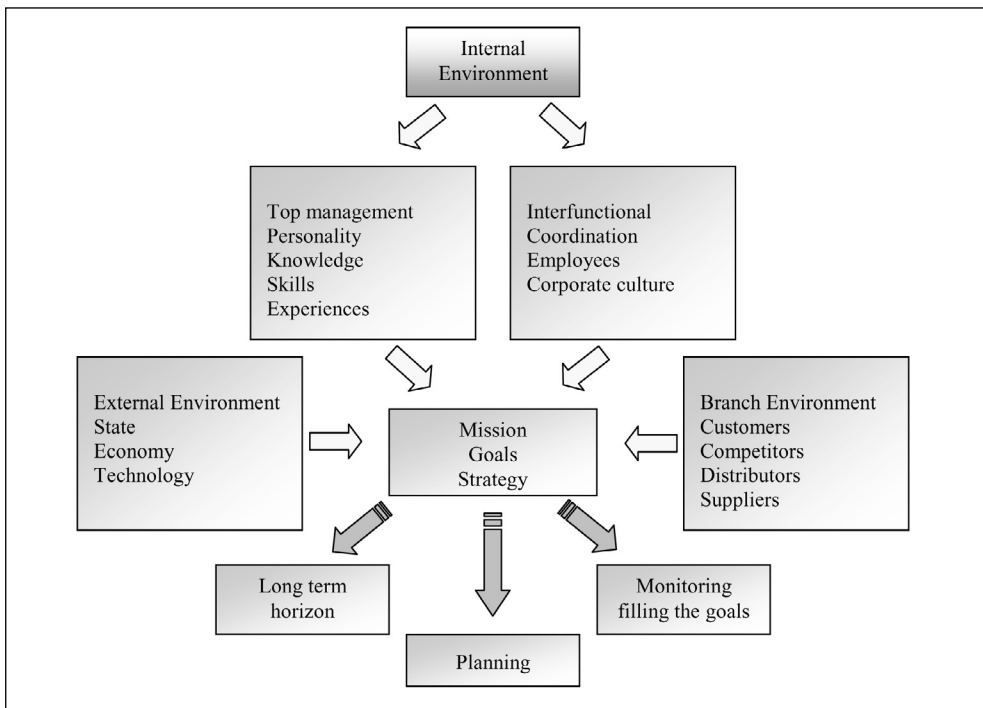 Internal
Environment
Top management
Personality
Knowledge
Skills
Experiences
Interfunctional
Coordination
Employees
Corporate culture
External Environment
State
Economy
Technology
Mission
Goals
Strategy
Branch Environment
Customers
Competitors
Distributors
Suppliers
Long term
horizon
Planning
Monitoring
filling the goals